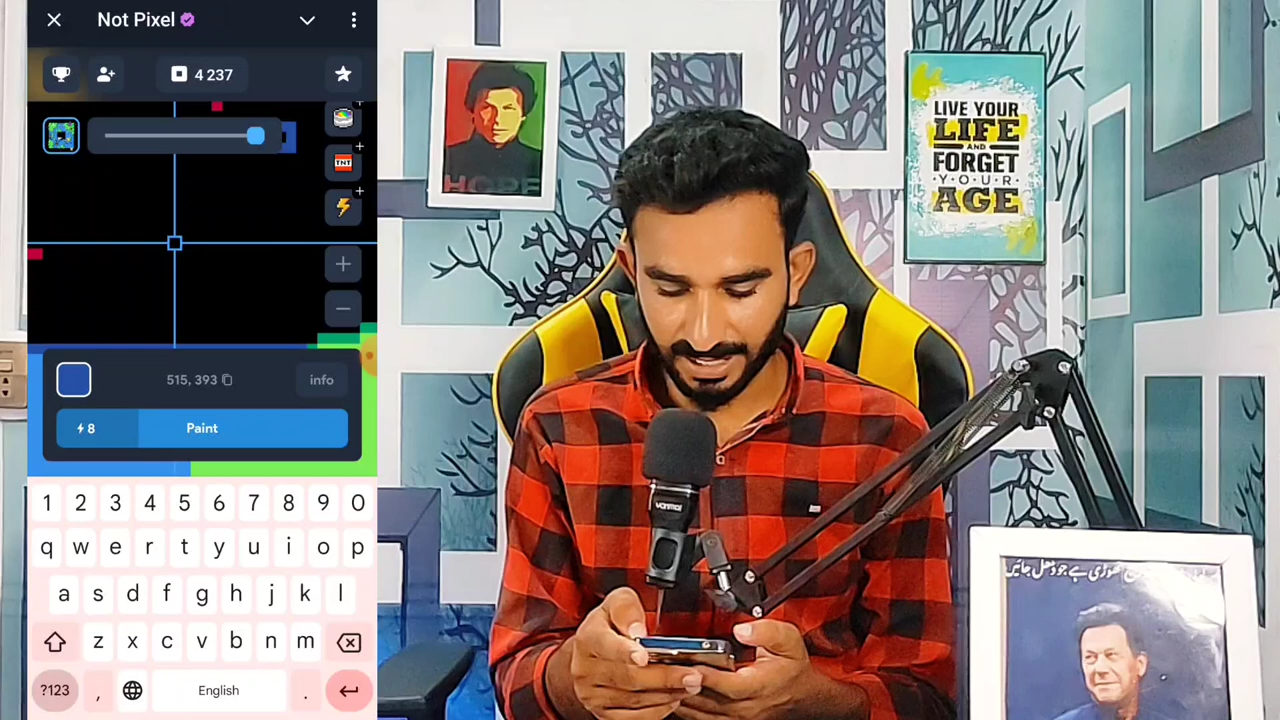 Not Pixel
4 237
TNT
515, 393
info
8
Paint
1 2 3 4 5 6 7 8 9 0
q w e r t y u i o p
a s d f g h j k l
z x c v b n m
?123 , English .
HOPE
LIVE YOUR
LIFE
AND
FORGET
·Y·O·U·R·
AGE
vanmaa